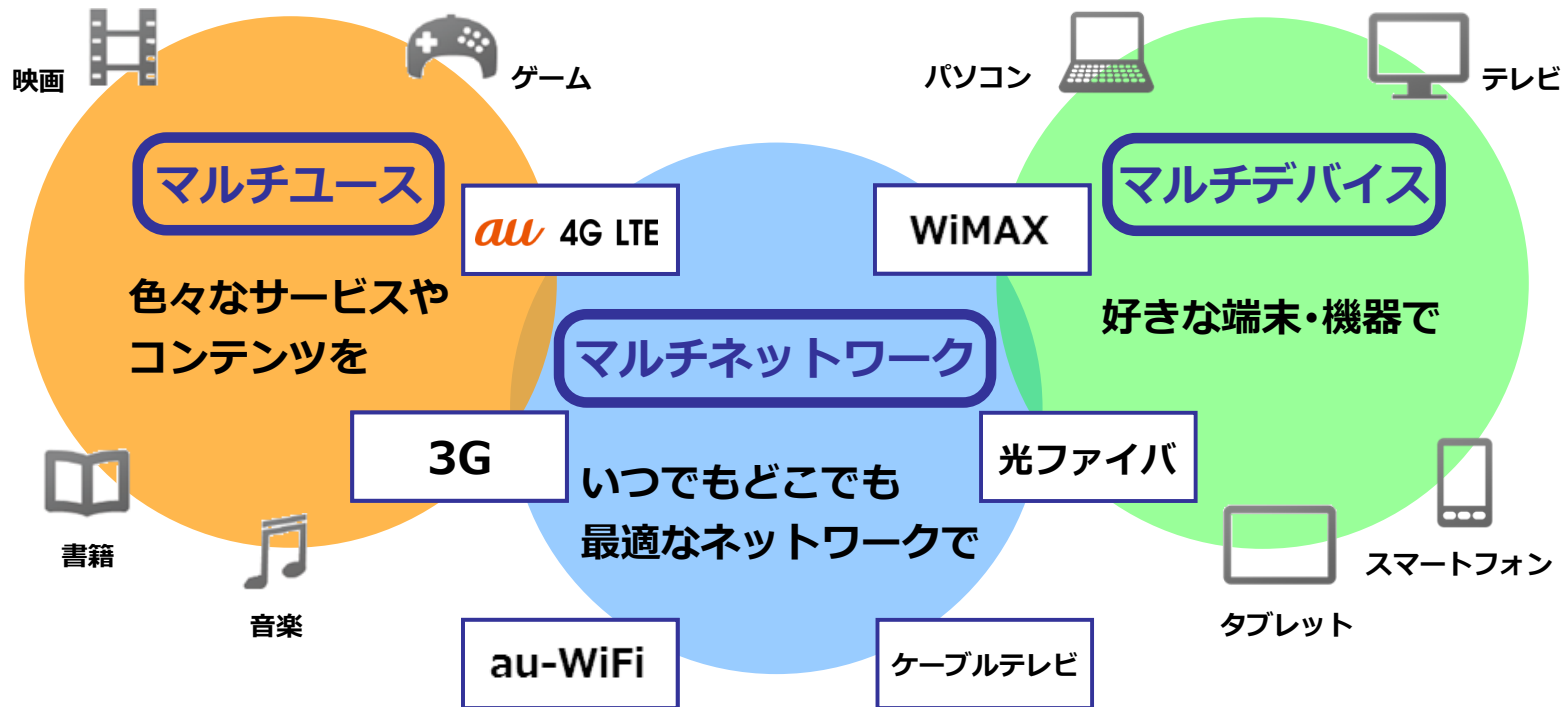 映画
ゲーム
パソコン
テレビ
マルチユース
マルチデバイス
au 4G LTE
WiMAX
色々なサービスや
コンテンツを
好きな端末・機器で
マルチネットワーク
3G
光ファイバ
いつでもどこでも
最適なネットワークで
書籍
音楽
スマートフォン
タブレット
au-WiFi
ケーブルテレビ